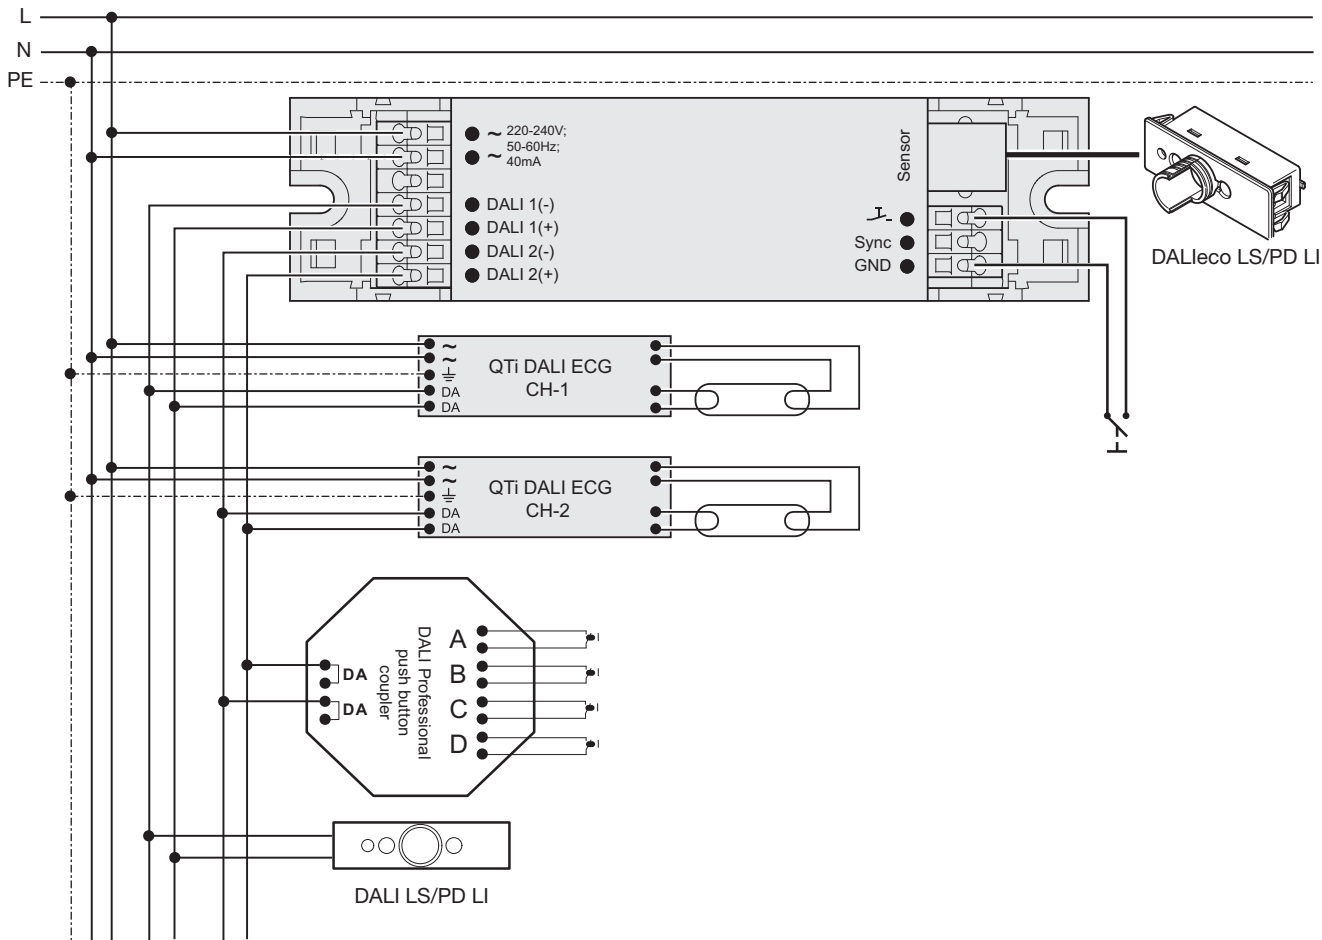 L
N
PE
~ 220-240V;
50-60Hz;
~ 40mA
DALI 1(-)
DALI 1(+)
DALI 2(-)
DALI 2(+)
Sensor
Sync
GND
DALIeco LS/PD LI
~
~
DA
DA
QTi DALI ECG
CH-1
~
~
DA
DA
QTi DALI ECG
CH-2
DA
DA
DALI Professional
push button
coupler
A
B
C
D
DALI LS/PD LI